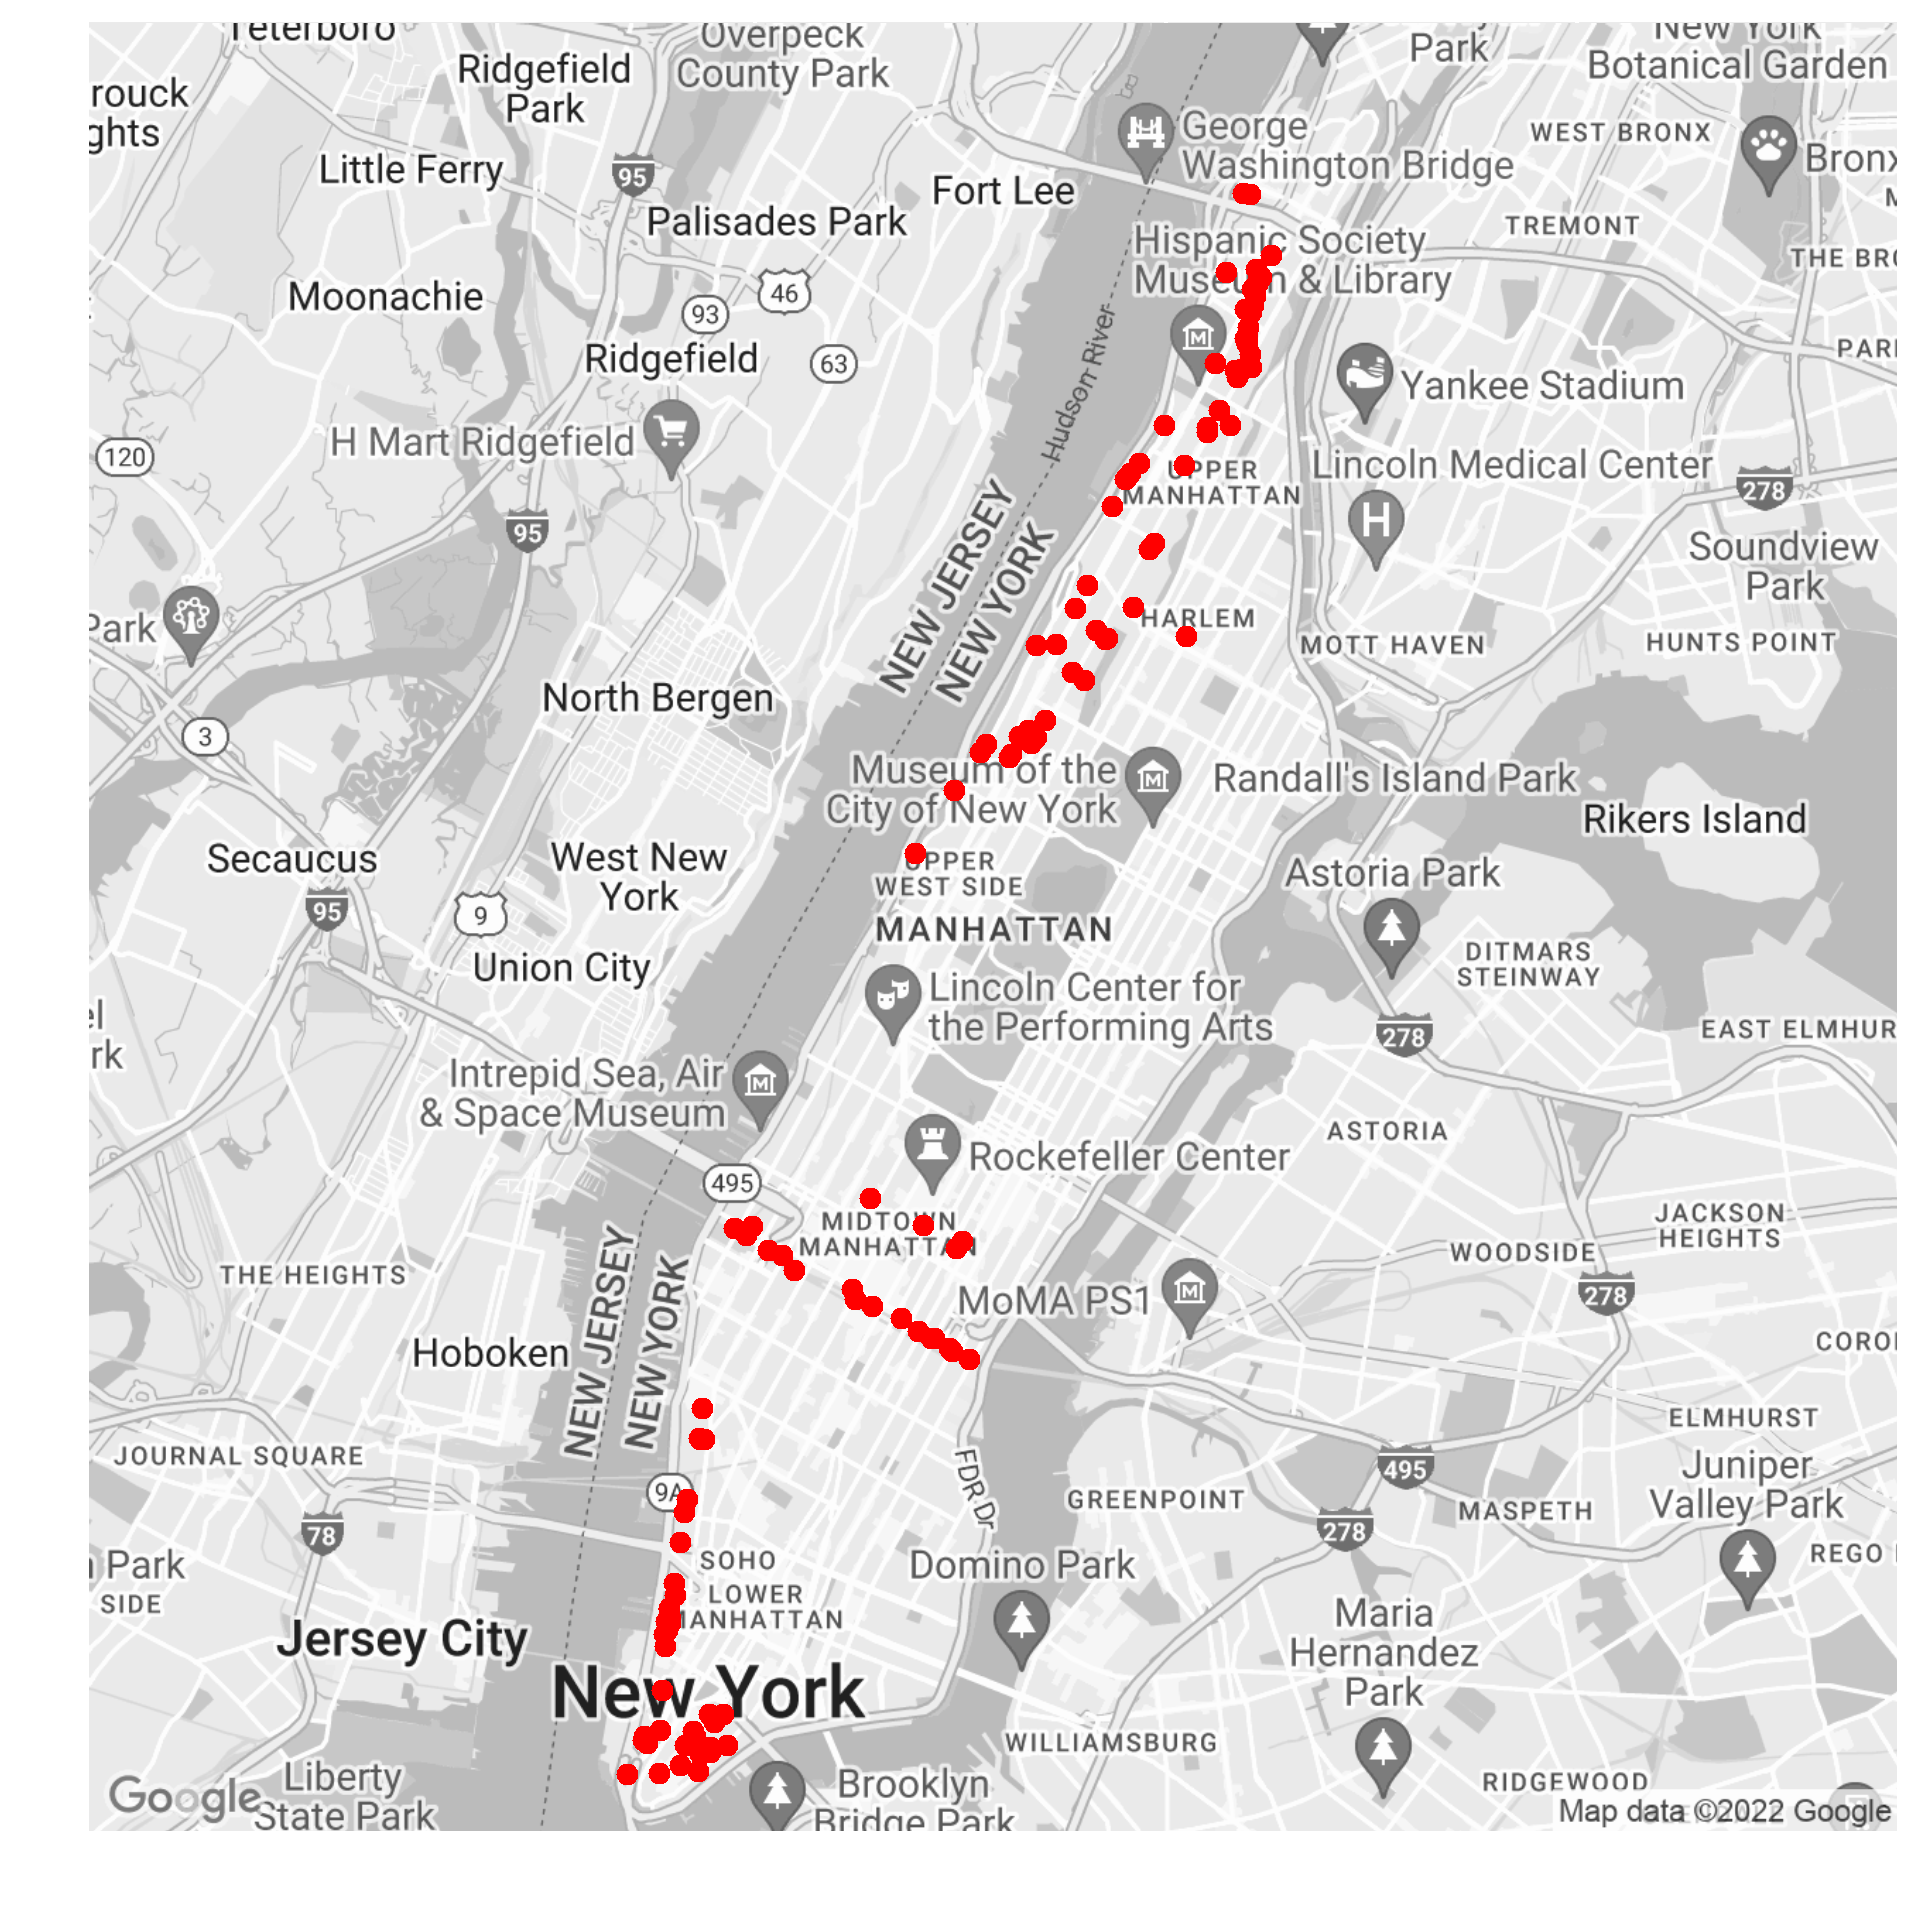 Teterboro
Overpeck
County Park
Park
New York
Botanical Garden
Ridgefield
Park
rouck
ghts
George
Washington Bridge
WEST BRONX
Bronx
Little Ferry
95
Fort Lee
Palisades Park
TREMONT
Hispanic Society
Museum & Library
THE BRO
Moonachie
46
93
63
Ridgefield
Hudson River
PARK
Yankee Stadium
H Mart Ridgefield
120
UPPER
MANHATTAN
Lincoln Medical Center
278
95
NEW JERSEY
NEW YORK
H
Soundview
Park
Park
HARLEM
MOTT HAVEN
HUNTS POINT
North Bergen
3
Museum of the
City of New York
Randall's Island Park
Rikers Island
Secaucus
West New
York
UPPER
WEST SIDE
Astoria Park
95
9
MANHATTAN
DITMARS
STEINWAY
Union City
Lincoln Center for
the Performing Arts
el
rk
278
EAST ELMHUR
Intrepid Sea, Air
& Space Museum
ASTORIA
Rockefeller Center
495
MIDTOWN
MANHATTAN
JACKSON
HEIGHTS
WOODSIDE
THE HEIGHTS
NEW JERSEY
NEW YORK
MoMA PS1
278
Hoboken
COROI
ELMHURST
JOURNAL SQUARE
495
Juniper
Valley Park
9A
FDR Dr
GREENPOINT
MASPETH
78
278
SOHO
LOWER
MANHATTAN
Domino Park
Park
SIDE
REGO
Jersey City
Maria
Hernandez
Park
New York
WILLIAMSBURG
Liberty
State Park
Google
Brooklyn
Bridge Park
RIDGEWOOD
Map data ©2022 Google